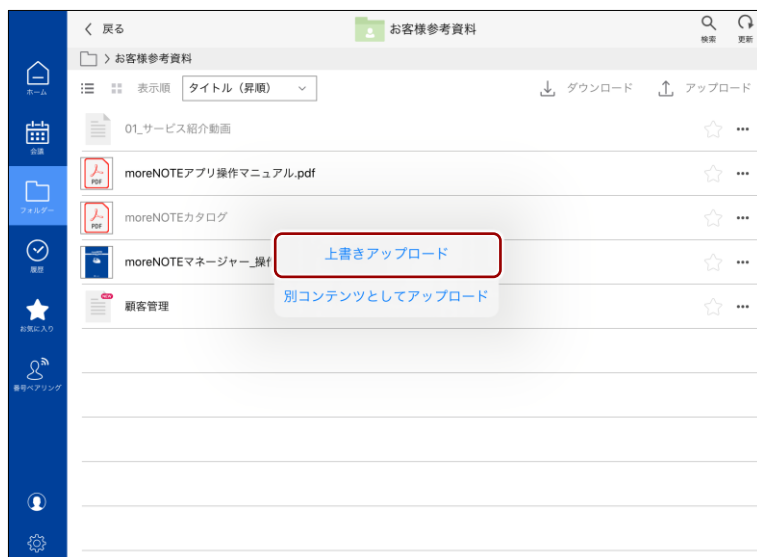 戻る
お客様参考資料
検索
更新
お客様参考資料
表示順
タイトル（昇順）
ダウンロード
アップロード
ホーム
会議
フォルダー
履歴
お気に入り
番号ペアリング
01_サービス紹介動画
PDF
moreNOTEアプリ操作マニュアル.pdf
PDF
moreNOTEカタログ
moreNOTEマネージャー_操作
NEW
顧客管理
上書きアップロード
別コンテンツとしてアップロード